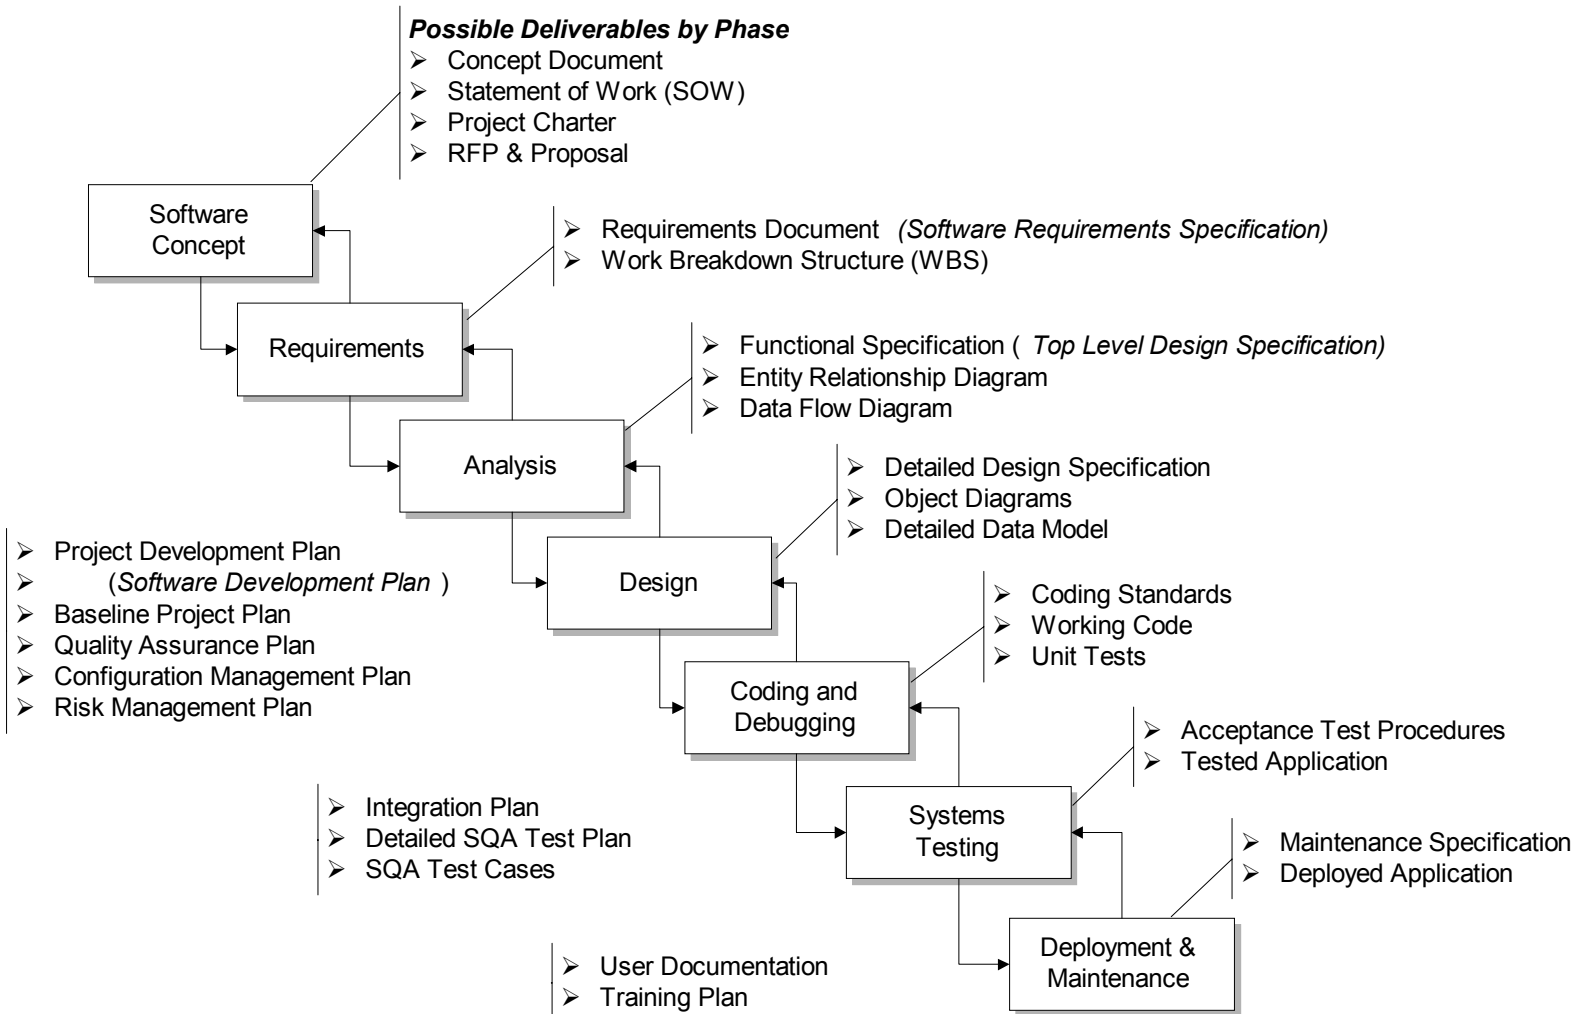 Possible Deliverables by Phase
➢ Concept Document
➢ Statement of Work (SOW)
➢ Project Charter
➢ RFP & Proposal
Software
Concept
➢ Requirements Document (Software Requirements Specification)
➢ Work Breakdown Structure (WBS)
Requirements
➢ Functional Specification ( Top Level Design Specification)
➢ Entity Relationship Diagram
➢ Data Flow Diagram
Analysis
➢ Detailed Design Specification
➢ Object Diagrams
➢ Detailed Data Model
➢ Project Development Plan
➢ (Software Development Plan )
➢ Baseline Project Plan
➢ Quality Assurance Plan
➢ Configuration Management Plan
➢ Risk Management Plan
Design
➢ Coding Standards
➢ Working Code
➢ Unit Tests
Coding and
Debugging
➢ Acceptance Test Procedures
➢ Tested Application
➢ Integration Plan
➢ Detailed SQA Test Plan
➢ SQA Test Cases
Systems
Testing
➢ Maintenance Specification
➢ Deployed Application
➢ User Documentation
➢ Training Plan
Deployment &
Maintenance